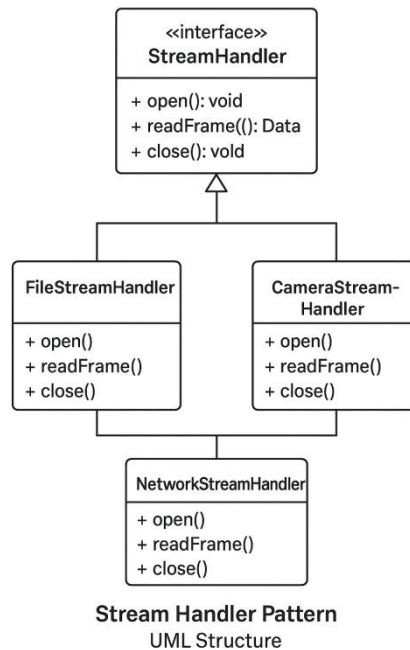 «interface»
StreamHandler
+ open(): void
+ readFrame((): Data
+ close(): vold
FileStreamHandler
+ open()
+ readFrame()
+ close()
CameraStream-
Handler
+ open()
+ readFrame()
+ close()
NetworkStreamHandler
+ open()
+ readFrame()
+ close()
Stream Handler Pattern
UML Structure